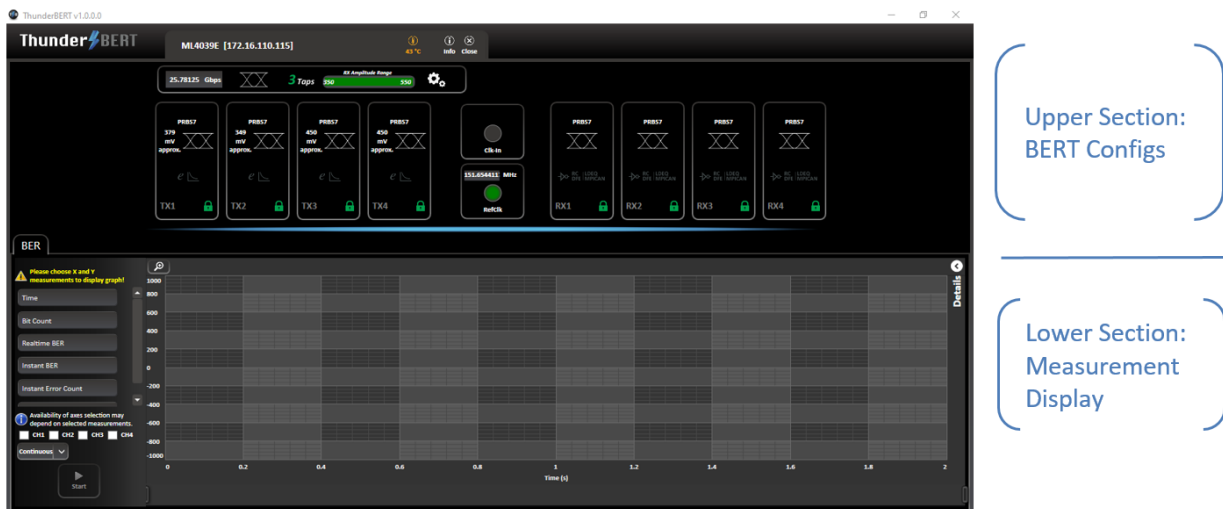 ThunderBERT v1.0.0.0
Thunder BERT
ML4039E [172.16.110.115]
43 °C
Info Close
25.78125 Gbps
3 Taps
RX Amplitude Range
350 550
PRBS7
379
mV
approx.
e
TX1
PRBS7
349
mV
approx.
e
TX2
PRBS7
450
mV
approx.
e
TX3
PRBS7
450
mV
approx.
e
TX4
Clk-In
151.654411 MHz
RefClk
PRBS7
RX1
PRBS7
RX2
PRBS7
RX3
PRBS7
RX4
Upper Section:
BERT Configs
BER
Please choose X and Y
measurements to display graph!
Time
Bit Count
Realtime BER
Instant BER
Instant Error Count
Availability of axes selection may
depend on selected measurements.
CH1 CH2 CH3 CH4
Continuous
Start
1000
800
600
400
200
0
-200
-400
-600
-800
-1000
0 0.2 0.4 0.6 0.8 1 1.2 1.4 1.6 1.8 2
Time (s)
Details
Lower Section:
Measurement
Display